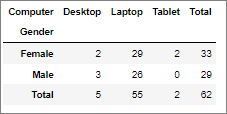 Computer Desktop Laptop Tablet Total
Gender
Female 2 29 2 33
Male 3 26 0 29
Total 5 55 2 62